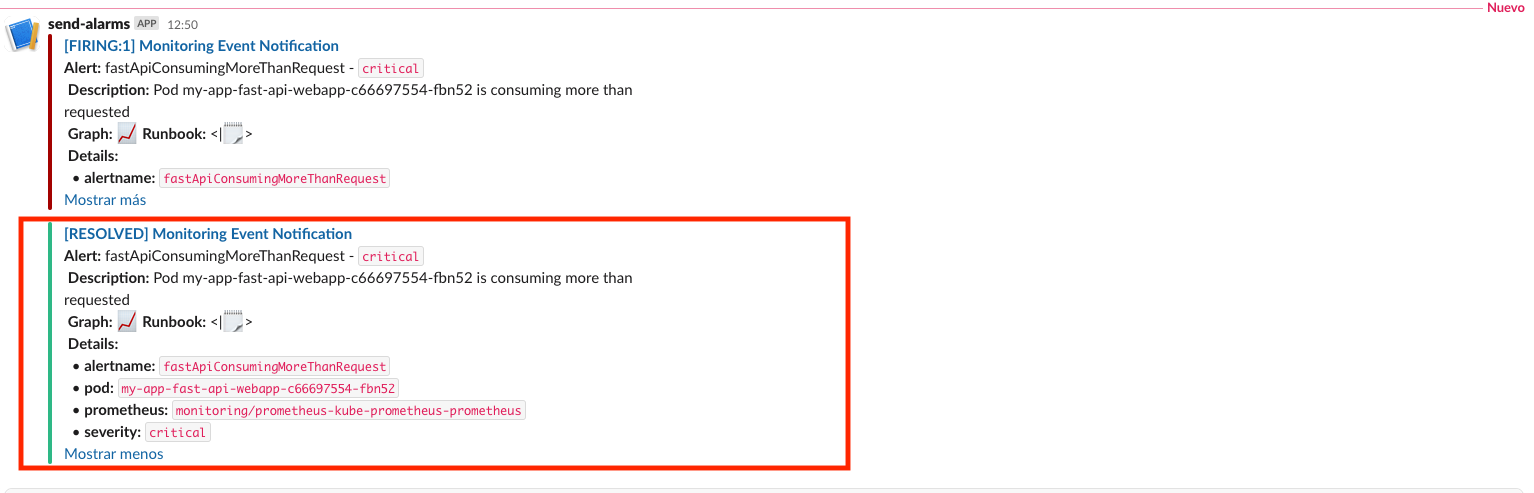 Nuevo
send-alarms APP 12:50
[FIRING:1] Monitoring Event Notification
Alert: fastApiConsumingMoreThanRequest - critical
Description: Pod my-app-fast-api-webapp-c66697554-fbn52 is consuming more than
requested
Graph: Runbook: <| >
Details:
• alertname: fastApiConsumingMoreThanRequest
Mostrar más
[RESOLVED] Monitoring Event Notification
Alert: fastApiConsumingMoreThanRequest - critical
Description: Pod my-app-fast-api-webapp-c66697554-fbn52 is consuming more than
requested
Graph: Runbook: <| >
Details:
• alertname: fastApiConsumingMoreThanRequest
• pod: my-app-fast-api-webapp-c66697554-fbn52
• prometheus: monitoring/prometheus-kube-prometheus-prometheus
• severity: critical
Mostrar menos